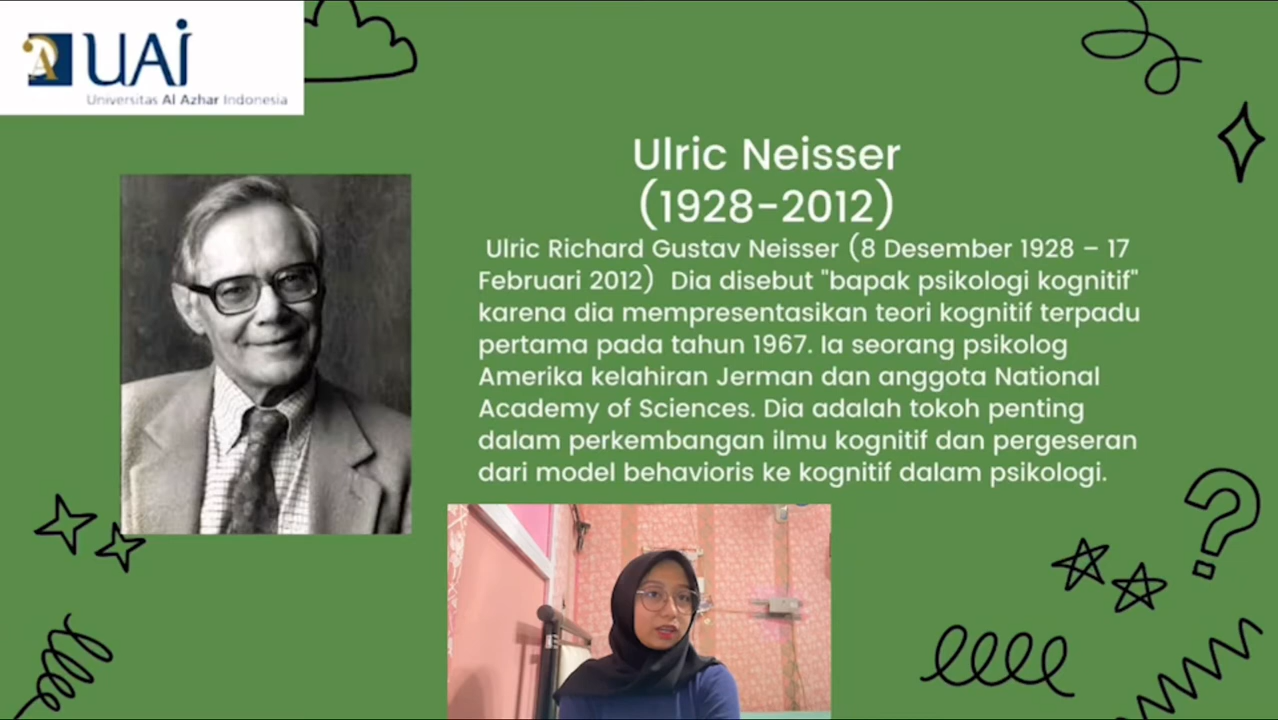 UAI
Universitas Al Azhar Indonesia
Ulric Neisser
(1928-2012)
Ulric Richard Gustav Neisser (8 Desember 1928 – 17
Februari 2012)  Dia disebut "bapak psikologi kognitif"
karena dia mempresentasikan teori kognitif terpadu
pertama pada tahun 1967. Ia seorang psikolog
Amerika kelahiran Jerman dan anggota National
Academy of Sciences. Dia adalah tokoh penting
dalam perkembangan ilmu kognitif dan pergeseran
dari model behavioris ke kognitif dalam psikologi.